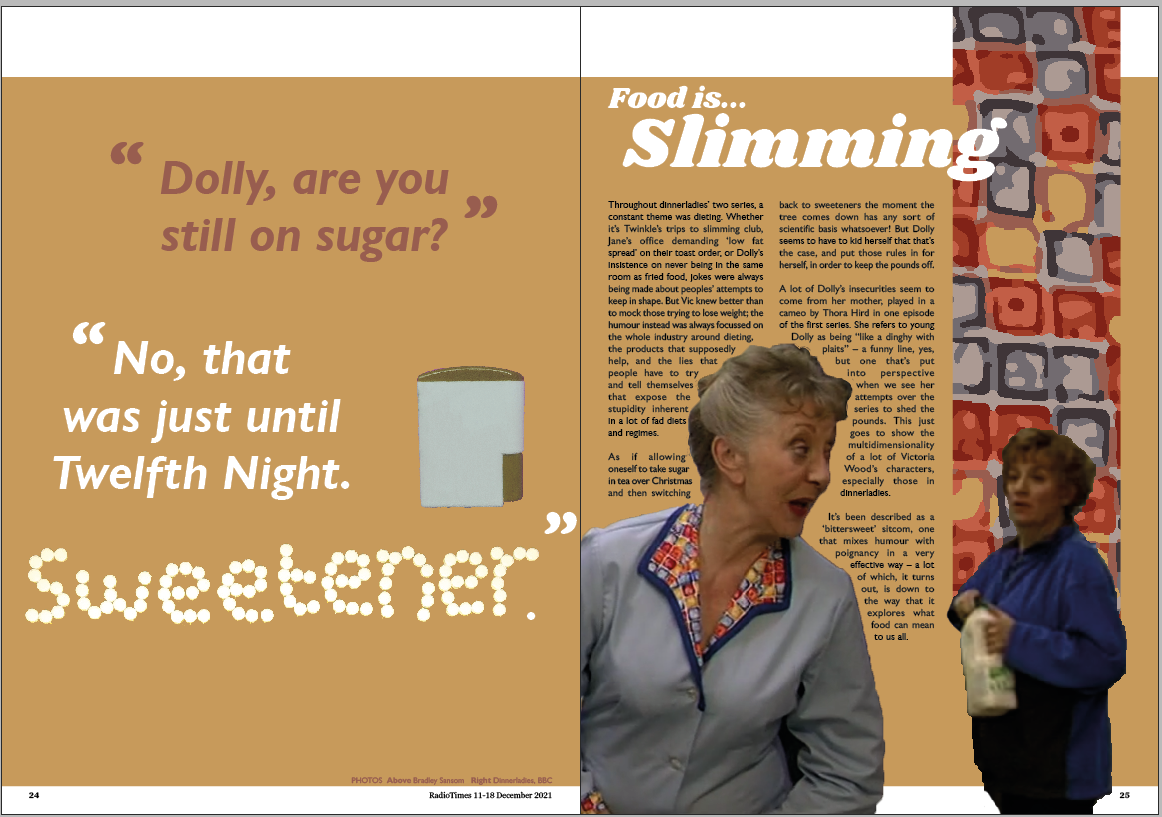 “ Dolly, are you
still on sugar? ”
“ No, that
was just until
Twelfth Night.
sweetener. ”
PHOTOS Above Bradley Sansom Right Dinnerladies, BBC
24
RadioTimes 11-18 December 2021
Food is...
Slimming
Throughout dinnerladies’ two series, a
constant theme was dieting. Whether
it’s Twinkle’s trips to slimming club,
Jane’s office demanding ‘low fat
spread’ on their toast order, or Dolly’s
insistence on never being in the same
room as fried food, jokes were always
being made about peoples’ attempts to
keep in shape. But Vic knew better than
to mock those trying to lose weight; the
humour instead was always focussed on
the whole industry around dieting,
the products that supposedly
help, and the lies that
people have to try
and tell themselves
that expose the
stupidity inherent
in a lot of fad diets
and regimes.
As if allowing
oneself to take sugar
in tea over Christmas
and then switching
back to sweeteners the moment the
tree comes down has any sort of
scientific basis whatsoever! But Dolly
seems to have to kid herself that that’s
the case, and put those rules in for
herself, in order to keep the pounds off.
A lot of Dolly’s insecurities seem to
come from her mother, played in a
cameo by Thora Hird in one episode
of the first series. She refers to young
Dolly as being “like a dinghy with
plaits” – a funny line, yes,
but one that’s put
into perspective
when we see her
attempts over the
series to shed the
pounds. This just
goes to show the
multidimensionality
of a lot of Victoria
Wood’s characters,
especially those in
dinnerladies.
It’s been described as a
‘bittersweet’ sitcom, one
that mixes humour with
poignancy in a very
effective way – a lot
of which, it turns
out, is down to
the way that it
explores what
food can mean
to us all.
25